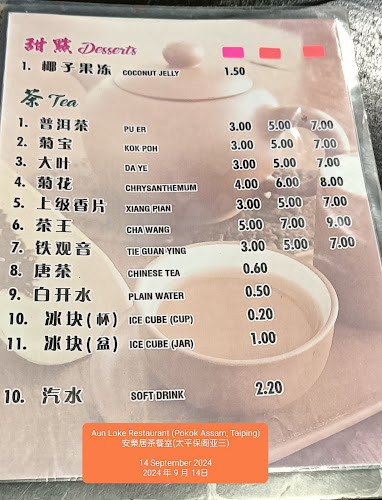 甜點 Desserts
1. 椰子果冻 COCONUT JELLY 1.50
茶 Tea
1. 普洱茶 PU ER 3.00 5.00 7.00
2. 菊宝 KOK POH 3.00 5.00 7.00
3. 大叶 DA YE 3.00 5.00 7.00
4. 菊花 CHRYSANTHEMUM 4.00 6.00 8.00
5. 上级香片 XIANG PIAN 3.00 5.00 7.00
6. 茶王 CHA WANG 5.00 7.00 9.00
7. 铁观音 TIE GUAN YING 3.00 5.00 7.00
8. 唐茶 CHINESE TEA 0.60
9. 白开水 PLAIN WATER 0.50
10. 冰块(杯) ICE CUBE (CUP) 0.20
11. 冰块(盆) ICE CUBE (JAR) 1.00
10. 汽水 SOFT DRINK 2.20
Aun Loke Restaurant (Pokok Assam, Taiping)
安樂居茶餐室(太平保阁亚三)
14 September 2024
2024 年 9 月 14日